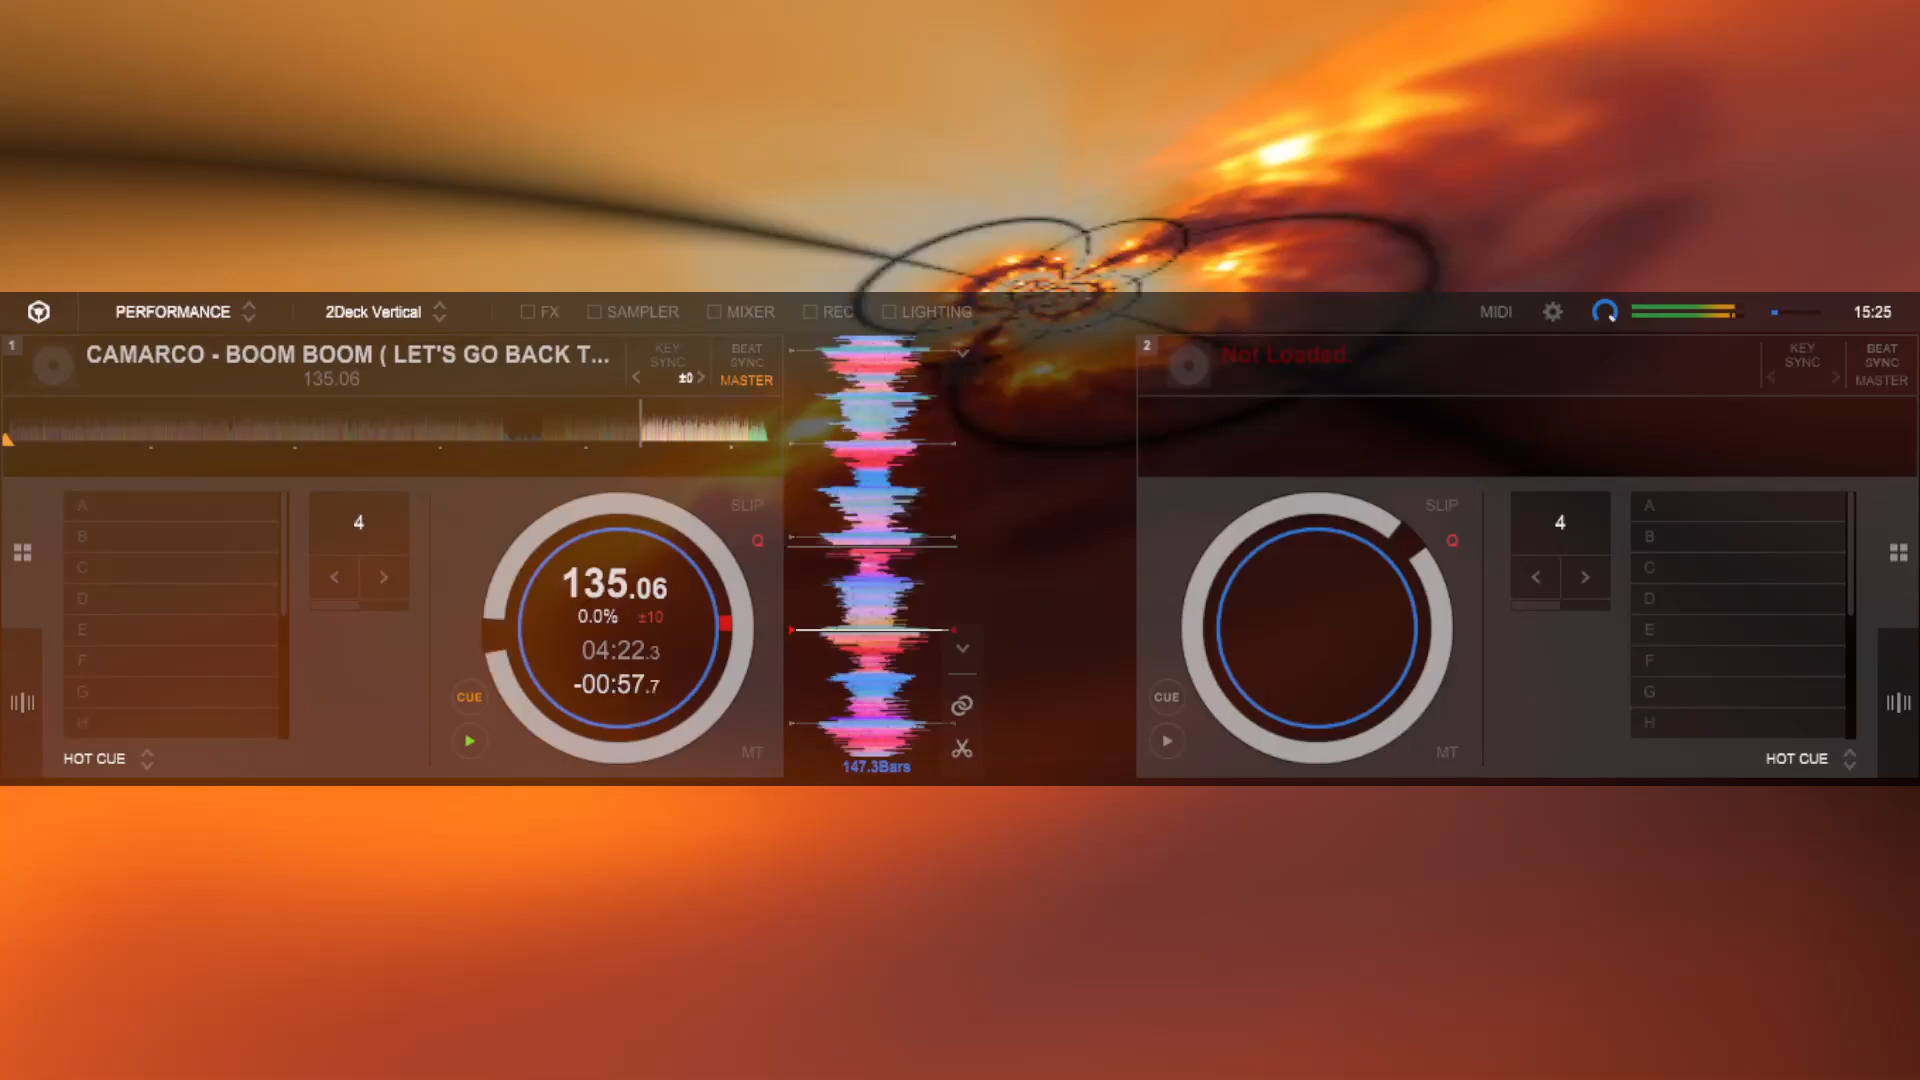 PERFORMANCE 2Deck Vertical FX SAMPLER MIXER REC LIGHTING MIDI 15:25
1 CAMARCO - BOOM BOOM ( LET'S GO BACK T...
135.06
KEY SYNC
< ±0 >
BEAT SYNC
MASTER
A
B
C
D
E
F
G
H
HOT CUE
4
< >
SLIP
Q
135.06
0.0% ±10
04:22.3
-00:57.7
CUE
MT
147.3Bars
2 Not Loaded.
KEY SYNC
< >
BEAT SYNC
MASTER
SLIP
Q
CUE
MT
4
< >
A
B
C
D
E
F
G
H
HOT CUE